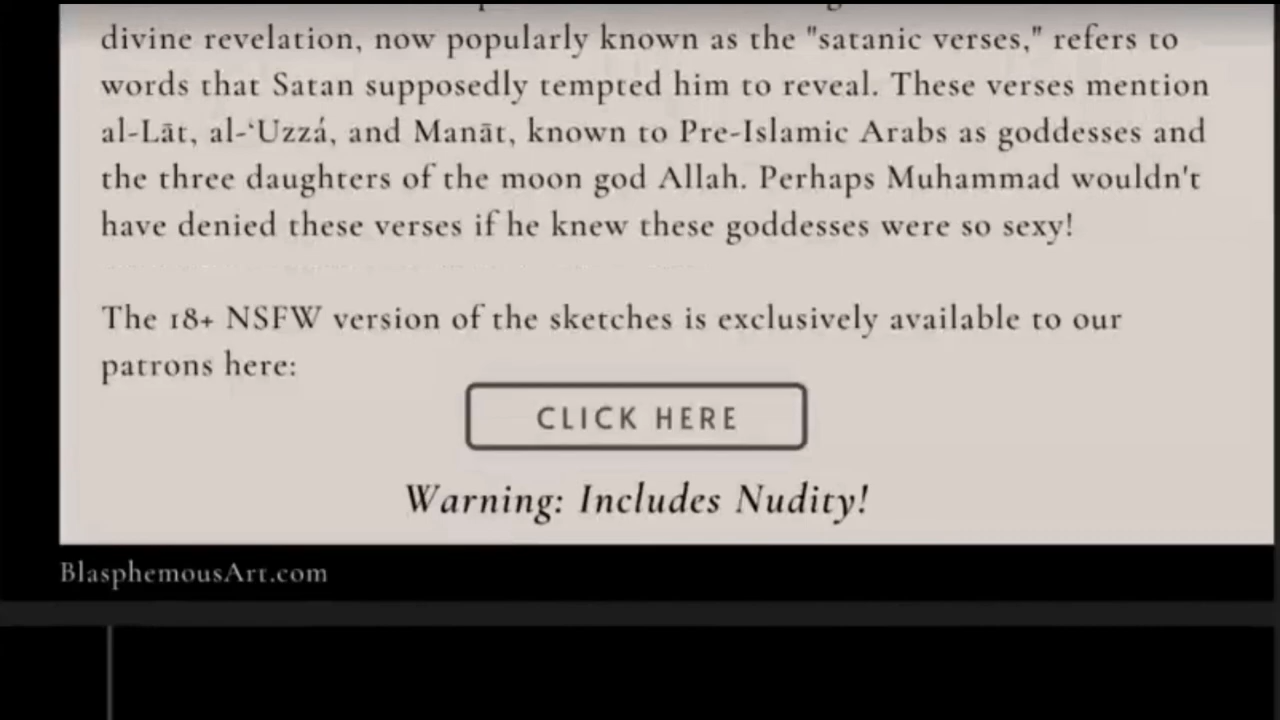 divine revelation, now popularly known as the "satanic verses," refers to
words that Satan supposedly tempted him to reveal. These verses mention
al-Lāt, al-‘Uzzá, and Manāt, known to Pre-Islamic Arabs as goddesses and
the three daughters of the moon god Allah. Perhaps Muhammad wouldn't
have denied these verses if he knew these goddesses were so sexy!
The 18+ NSFW version of the sketches is exclusively available to our
patrons here:
CLICK HERE
Warning: Includes Nudity!
BlasphemousArt.com